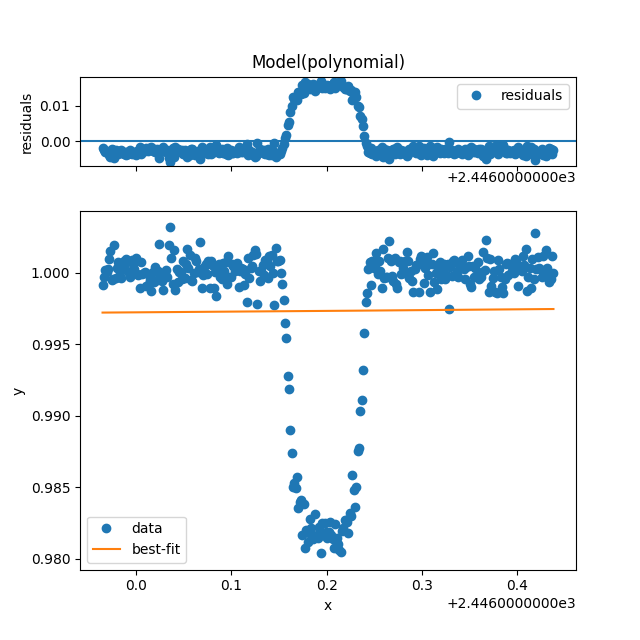 Model(polynomial)
residuals
0.01
0.00
residuals
+2.4460000000e3
y
1.000
0.995
0.990
0.985
0.980
data
best-fit
0.0 0.1 0.2 0.3 0.4
x
+2.4460000000e3